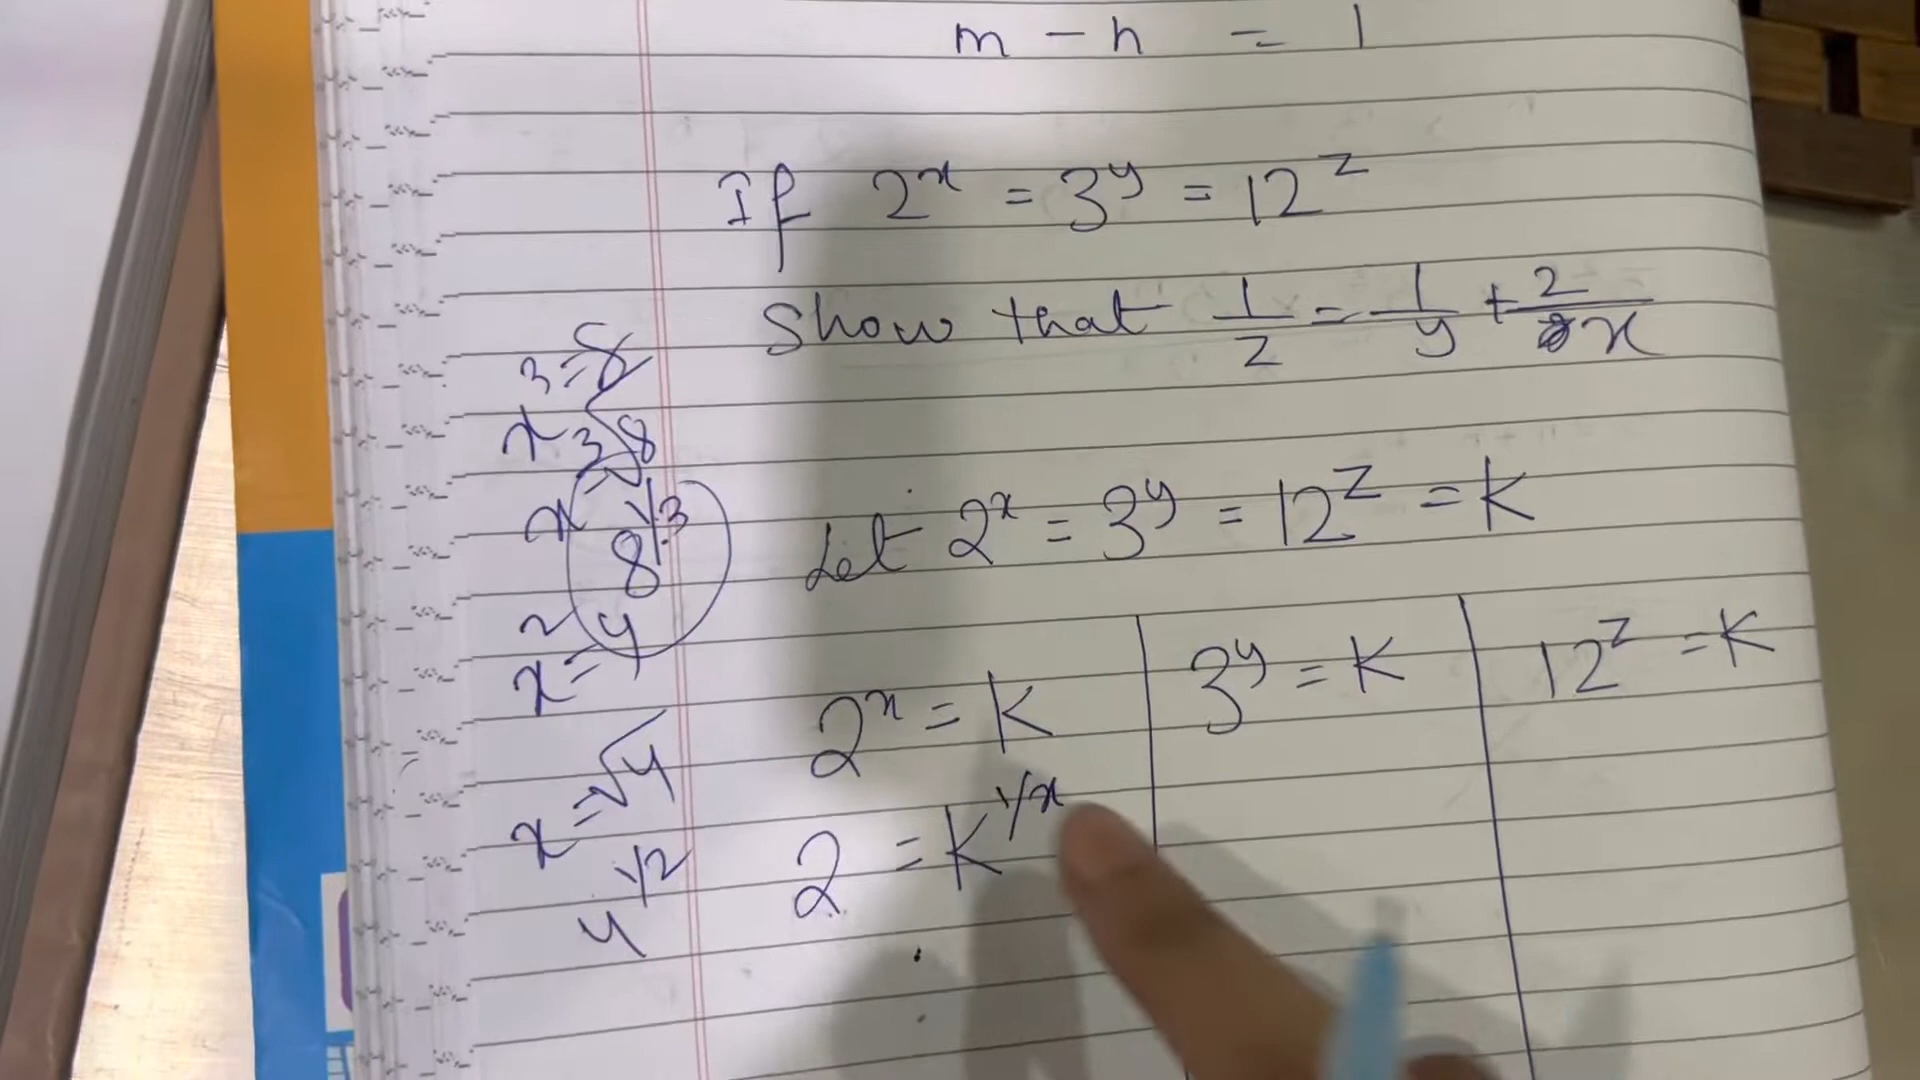 m - n = 1
If 2^x = 3^y = 12^z
Show that 1/z = 1/y + 2/x
Let 2^x = 3^y = 12^z = K
2^x = K
3^y = K
12^z = K
2 = K^1/x
x^3 = 8
x = ∛8
8^1/3
x^2 = 4
x = √4
4^1/2